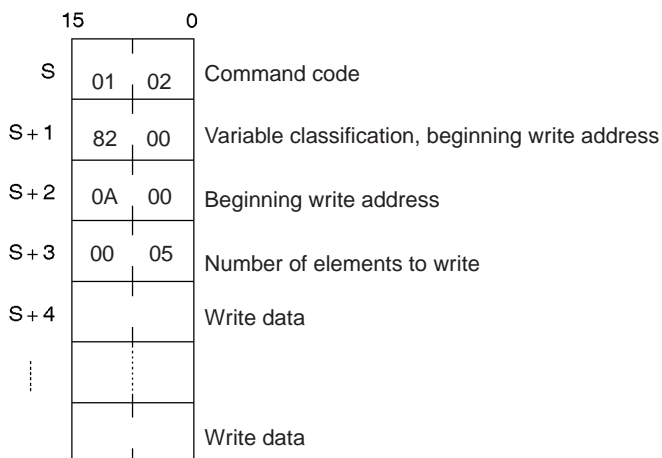 15 0
S 01 02 Command code
S+1 82 00 Variable classification, beginning write address
S+2 0A 00 Beginning write address
S+3 00 05 Number of elements to write
S+4 Write data
Write data